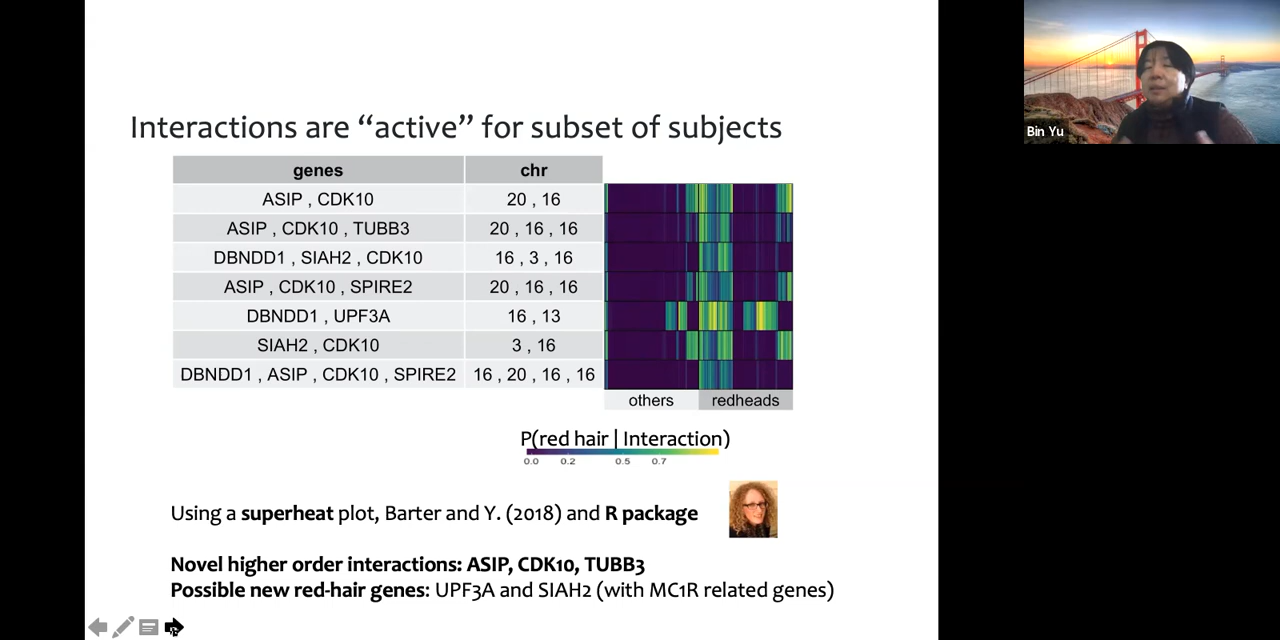 Interactions are “active” for subset of subjects
genes chr
ASIP , CDK10 20 , 16
ASIP , CDK10 , TUBB3 20 , 16 , 16
DBNDD1 , SIAH2 , CDK10 16 , 3 , 16
ASIP , CDK10 , SPIRE2 20 , 16 , 16
DBNDD1 , UPF3A 16 , 13
SIAH2 , CDK10 3 , 16
DBNDD1 , ASIP , CDK10 , SPIRE2 16 , 20 , 16 , 16
others redheads
P(red hair | Interaction)
0.0 0.2 0.5 0.7
Using a superheat plot, Barter and Y. (2018) and R package
Novel higher order interactions: ASIP, CDK10, TUBB3
Possible new red-hair genes: UPF3A and SIAH2 (with MC1R related genes)
Bin Yu